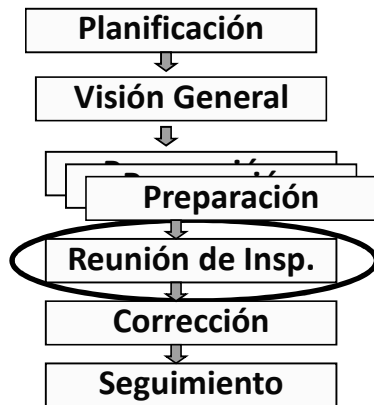 Planificación
Visión General
Preparación
Reunión de Insp.
Corrección
Seguimiento